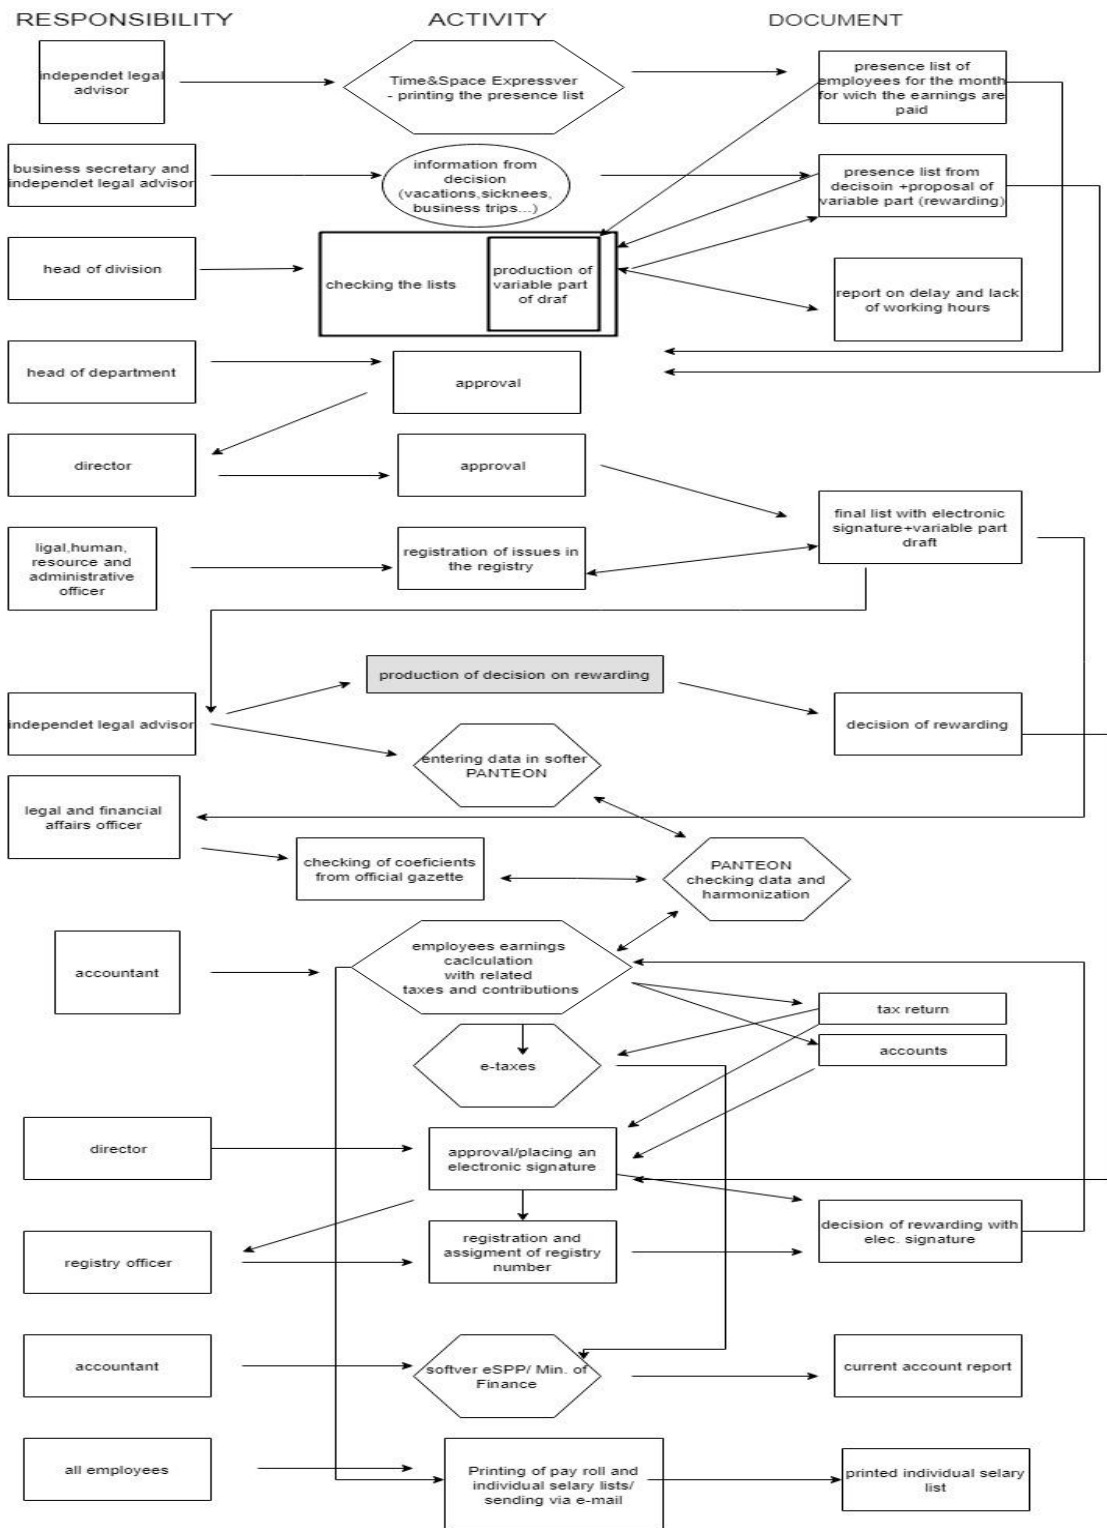 RESPONSIBILITY
ACTIVITY
DOCUMENT
independet legal
advisor
Time&Space Expressver
- printing the presence list
presence list of
employees for the month
for wich the earnings are
paid
business secretary and
independet legal advisor
information from
decision
(vacations,sicknees,
business trips...)
presence list from
decisoin +proposal of
variable part (rewarding)
head of division
checking the lists
production of
variable part
of draf
report on delay and lack
of working hours
head of department
approval
director
approval
final list with electronic
signature+variable part
draft
ligal,human,
resource and
administrative
officer
registration of issues in
the registry
production of decision on rewarding
independet legal advisor
decision of rewarding
entering data in softer
PANTEON
legal and financial
affairs officer
checking of coeficients
from official gazette
PANTEON
checking data and
harmonization
accountant
employees earnings
caclculation
with related
taxes and contributions
tax return
accounts
e-taxes
director
approval/placing an
electronic signature
registry officer
registration and
assigment of registry
number
decision of rewarding with
elec. signature
accountant
softver eSPP/ Min. of
Finance
current account report
all employees
Printing of pay roll and
individual selary lists/
sending via e-mail
printed individual selary
list